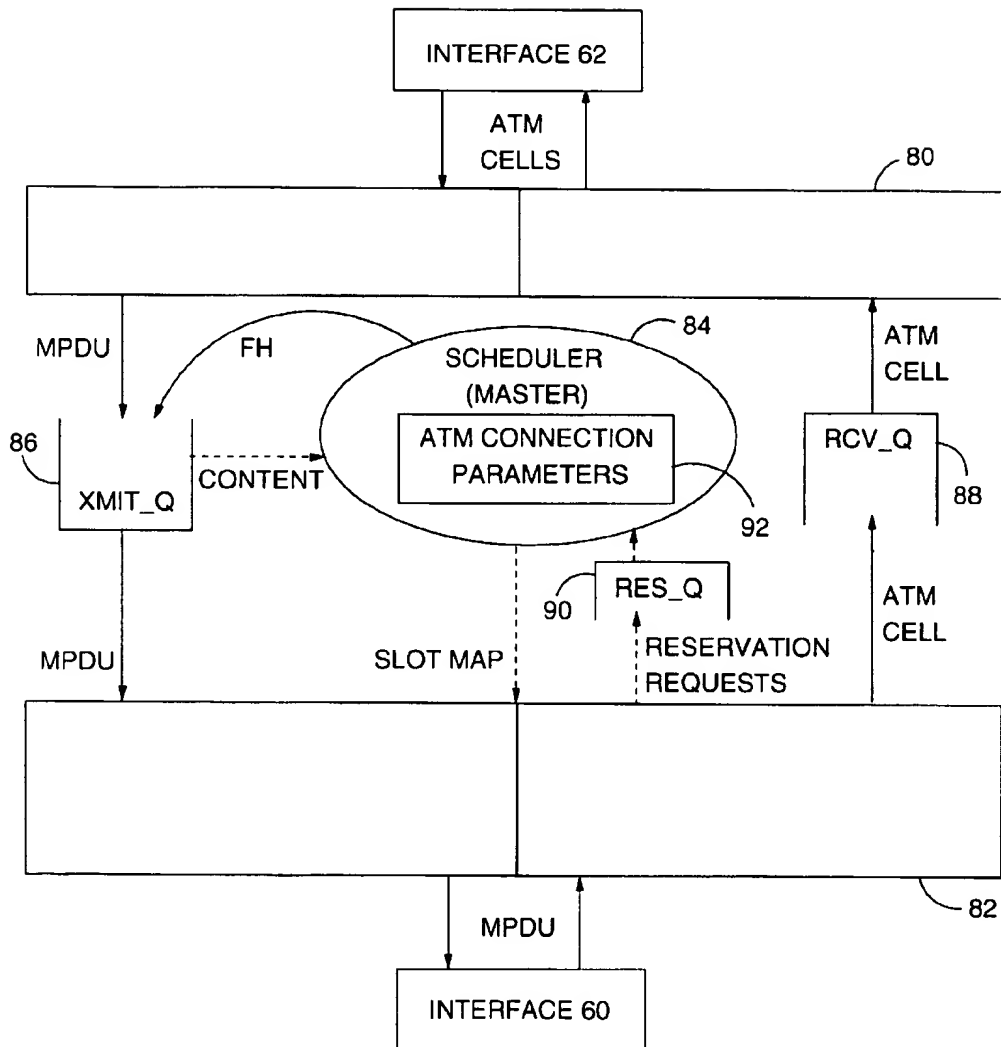 INTERFACE 62
ATM
CELLS
80
MPDU
FH
84
SCHEDULER
(MASTER)
ATM
CELL
86
ATM CONNECTION
PARAMETERS
RCV_Q
CONTENT
XMIT_Q
88
92
90
RES_Q
ATM
CELL
MPDU
SLOT MAP
RESERVATION
REQUESTS
82
MPDU
INTERFACE 60